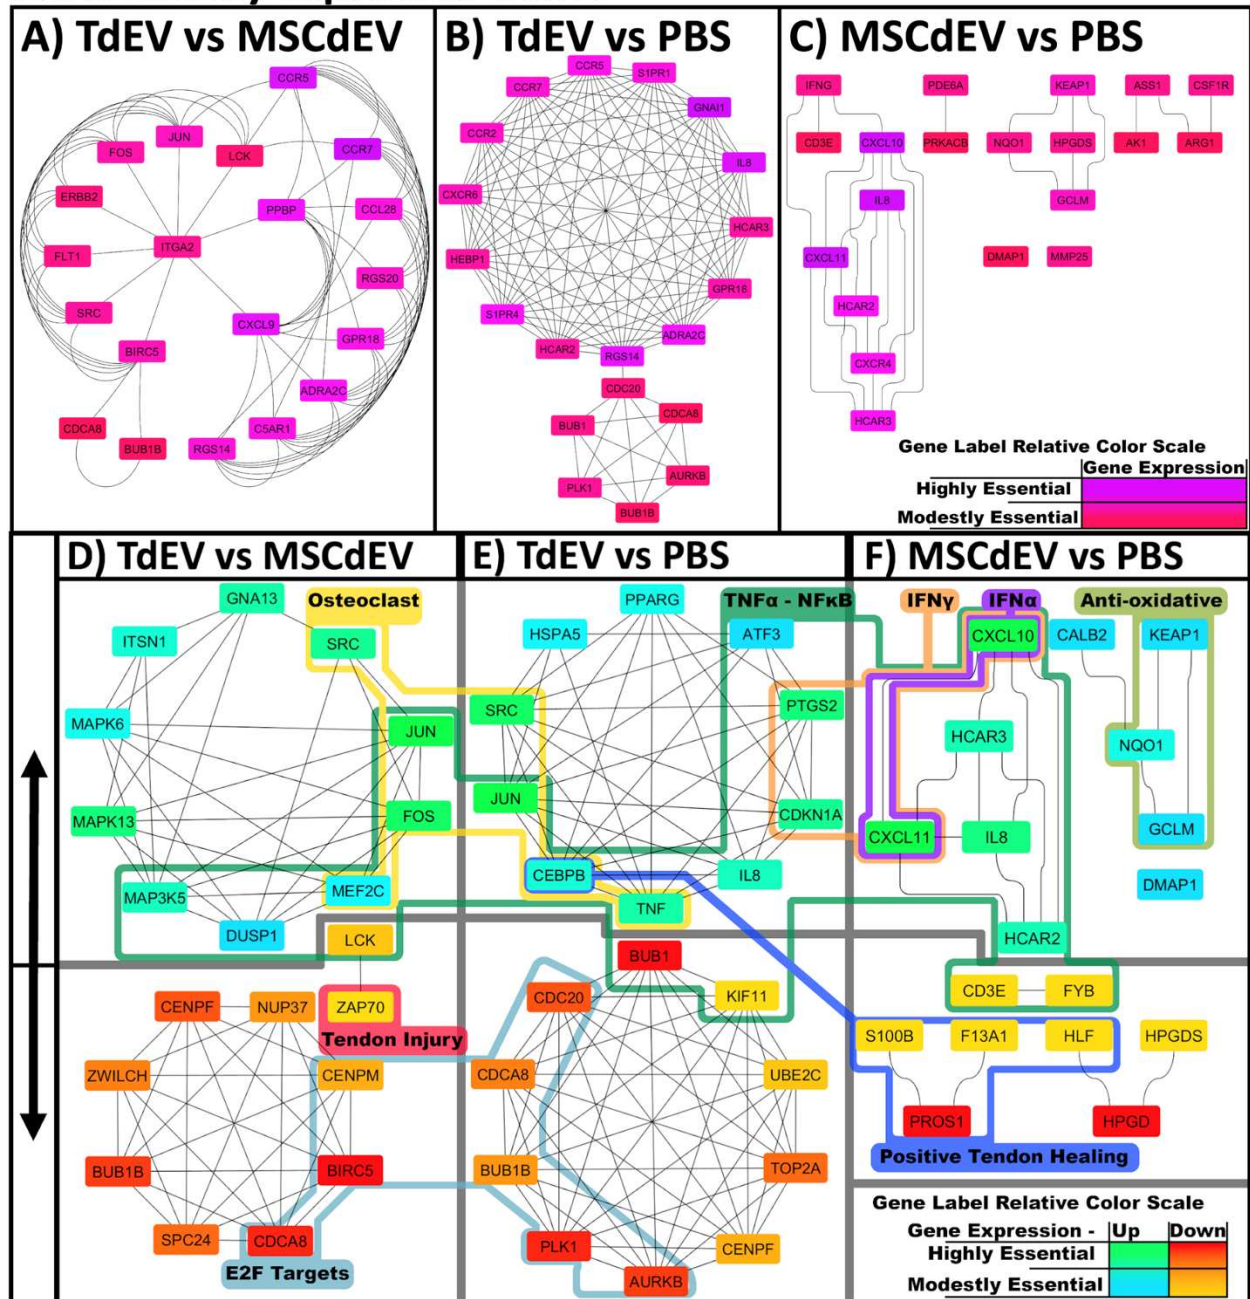 A) TdEV vs MSCdEV
CCR5
JUN
FOS
LCK
CCR7
ERBB2
PPBP
CCL28
ITGA2
FLT1
RGS20
SRC
CXCL9
GPR18
BIRC5
ADRA2C
CDCA8
BUB1B
C5AR1
RGS14
B) TdEV vs PBS
CCR5
S1PR1
CCR7
GNAI1
CCR2
IL8
CXCR6
HCAR3
HEBP1
GPR18
S1PR4
ADRA2C
HCAR2
RGS14
CDC20
CDCA8
BUB1
AURKB
PLK1
BUB1B
C) MSCdEV vs PBS
IFNG
PDE6A
KEAP1
ASS1
CSF1R
CD3E
CXCL10
PRKACB
NQO1
HPGDS
AK1
ARG1
IL8
GCLM
CXCL11
DMAP1
MMP25
HCAR2
CXCR4
HCAR3
Gene Label Relative Color Scale
Gene Expression
Highly Essential
Modestly Essential
D) TdEV vs MSCdEV
GNA13
Osteoclast
ITSN1
SRC
MAPK6
JUN
MAPK13
FOS
MAP3K5
MEF2C
DUSP1
LCK
CENPF
NUP37
ZAP70
Tendon Injury
ZWILCH
CENPM
BUB1B
BIRC5
SPC24
CDCA8
E2F Targets
E) TdEV vs PBS
PPARG
TNFα - NFκB
HSPA5
ATF3
SRC
PTGS2
JUN
CDKN1A
CEBPB
IL8
TNF
BUB1
CDC20
KIF11
CDCA8
UBE2C
BUB1B
TOP2A
PLK1
CENPF
AURKB
F) MSCdEV vs PBS
IFNγ
IFNα
Anti-oxidative
CXCL10
CALB2
KEAP1
HCAR3
NQO1
CXCL11
IL8
GCLM
DMAP1
HCAR2
CD3E
FYB
S100B
F13A1
HLF
HPGDS
PROS1
HPGD
Positive Tendon Healing
Gene Label Relative Color Scale
Gene Expression - Up Down
Highly Essential
Modestly Essential